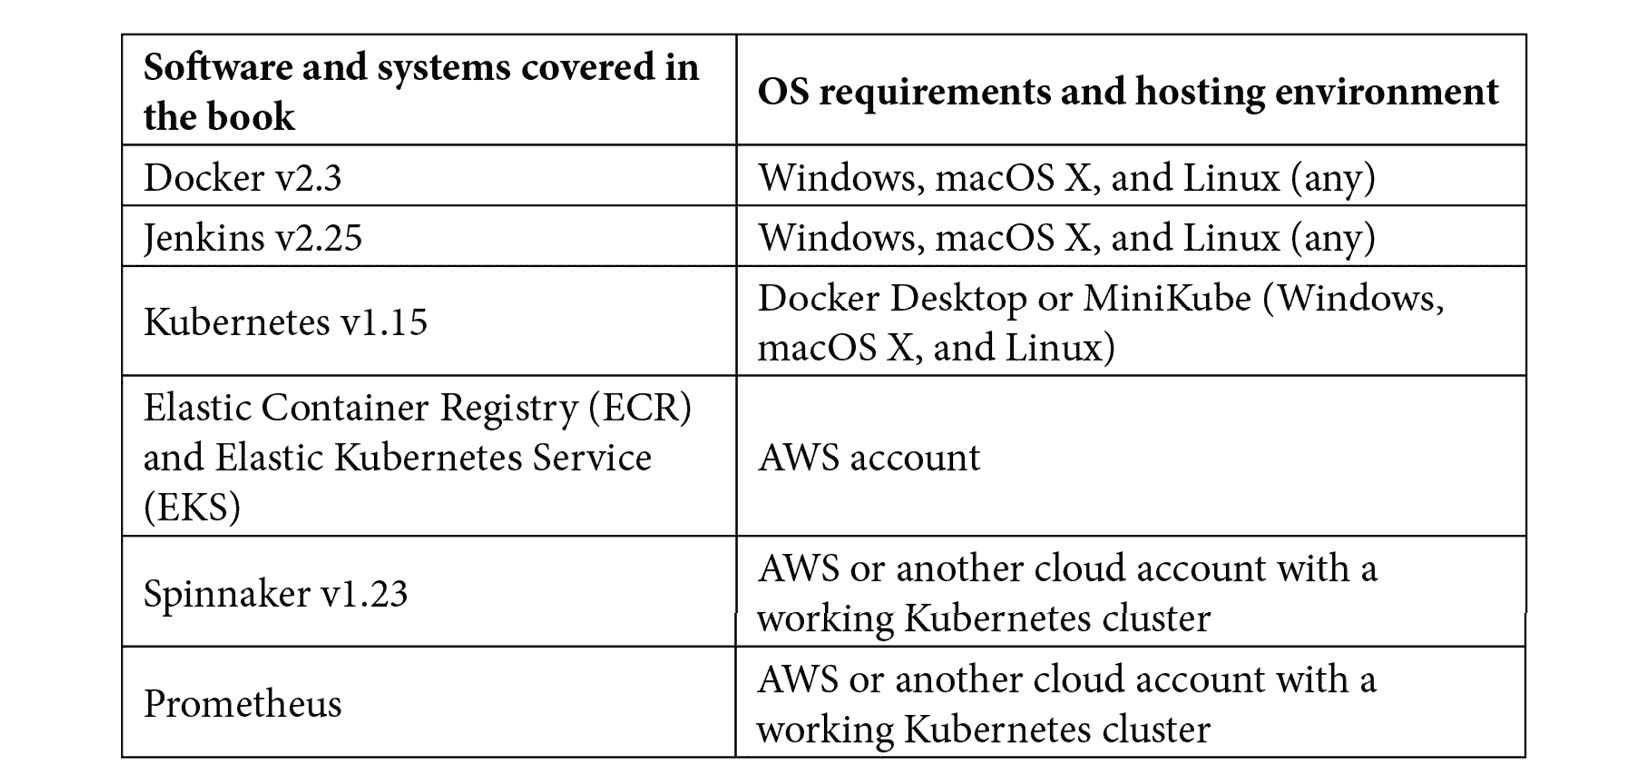 Software and systems covered in
the book
OS requirements and hosting environment
Docker v2.3
Windows, macOS X, and Linux (any)
Jenkins v2.25
Windows, macOS X, and Linux (any)
Kubernetes v1.15
Docker Desktop or MiniKube (Windows,
macOS X, and Linux)
Elastic Container Registry (ECR)
and Elastic Kubernetes Service
(EKS)
AWS account
Spinnaker v1.23
AWS or another cloud account with a
working Kubernetes cluster
Prometheus
AWS or another cloud account with a
working Kubernetes cluster